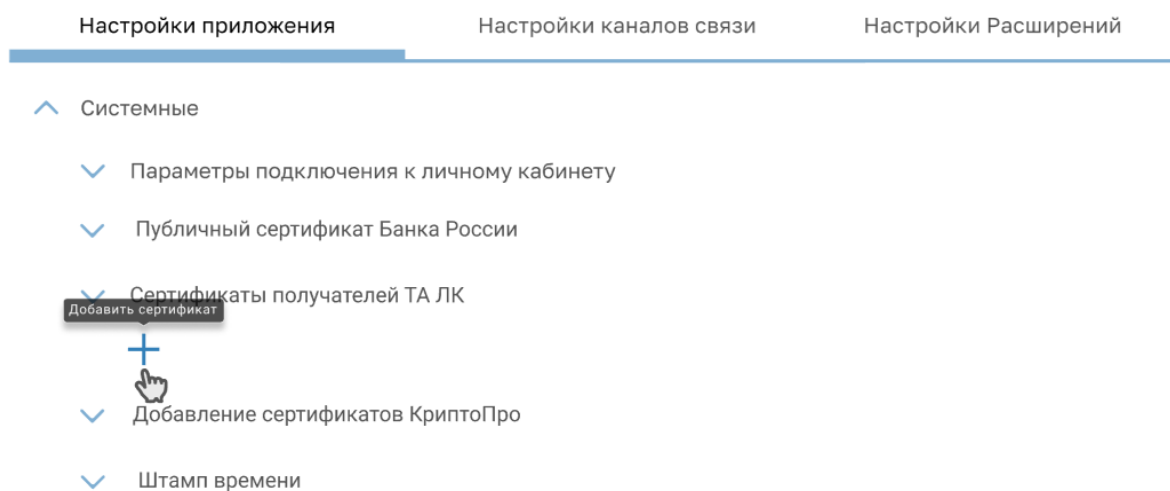 Настройки приложения Настройки каналов связи Настройки Расширений
Системные
Параметры подключения к личному кабинету
Публичный сертификат Банка России
Сертификаты получателей ТА ЛК
Добавить сертификат
Добавление сертификатов КриптоПро
Штамп времени